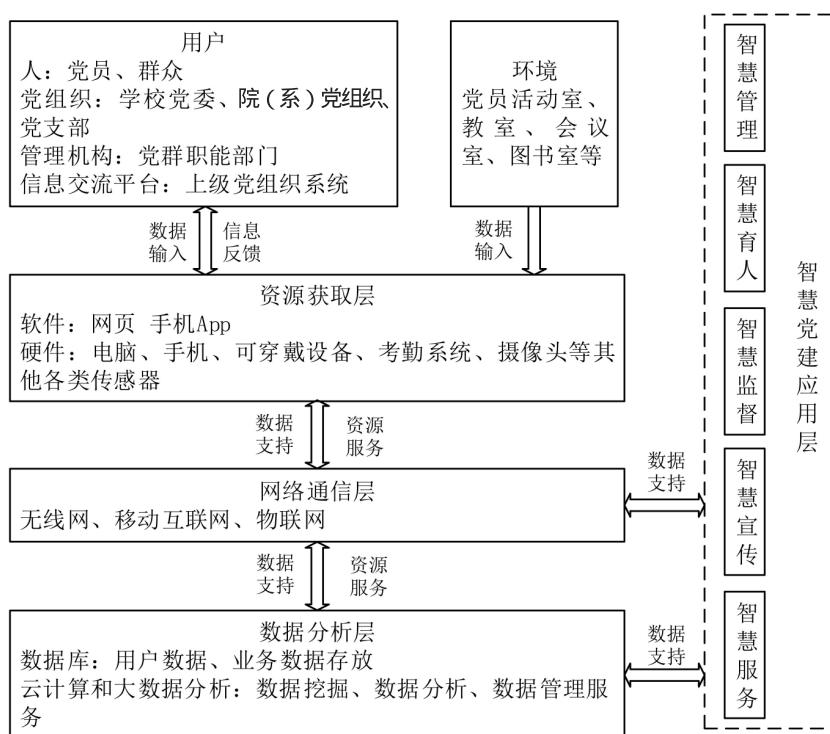 用户
人：党员、群众
党组织：学校党委、院（系）党组织、
党支部
管理机构：党群职能部门
信息交流平台：上级党组织系统
环境
党员活动室、
教室、会议
室、图书室等
数据
输入
信息
反馈
数据
输入
资源获取层
软件：网页 手机App
硬件：电脑、手机、可穿戴设备、考勤系统、摄像头等其
他各类传感器
数据
支持
资源
服务
网络通信层
无线网、移动互联网、物联网
数据
支持
数据
支持
资源
服务
数据分析层
数据库：用户数据、业务数据存放
云计算和大数据分析：数据挖掘、数据分析、数据管理服
务
数据
支持
智慧管理
智慧育人
智慧监督
智慧宣传
智慧服务
智慧党建应用层